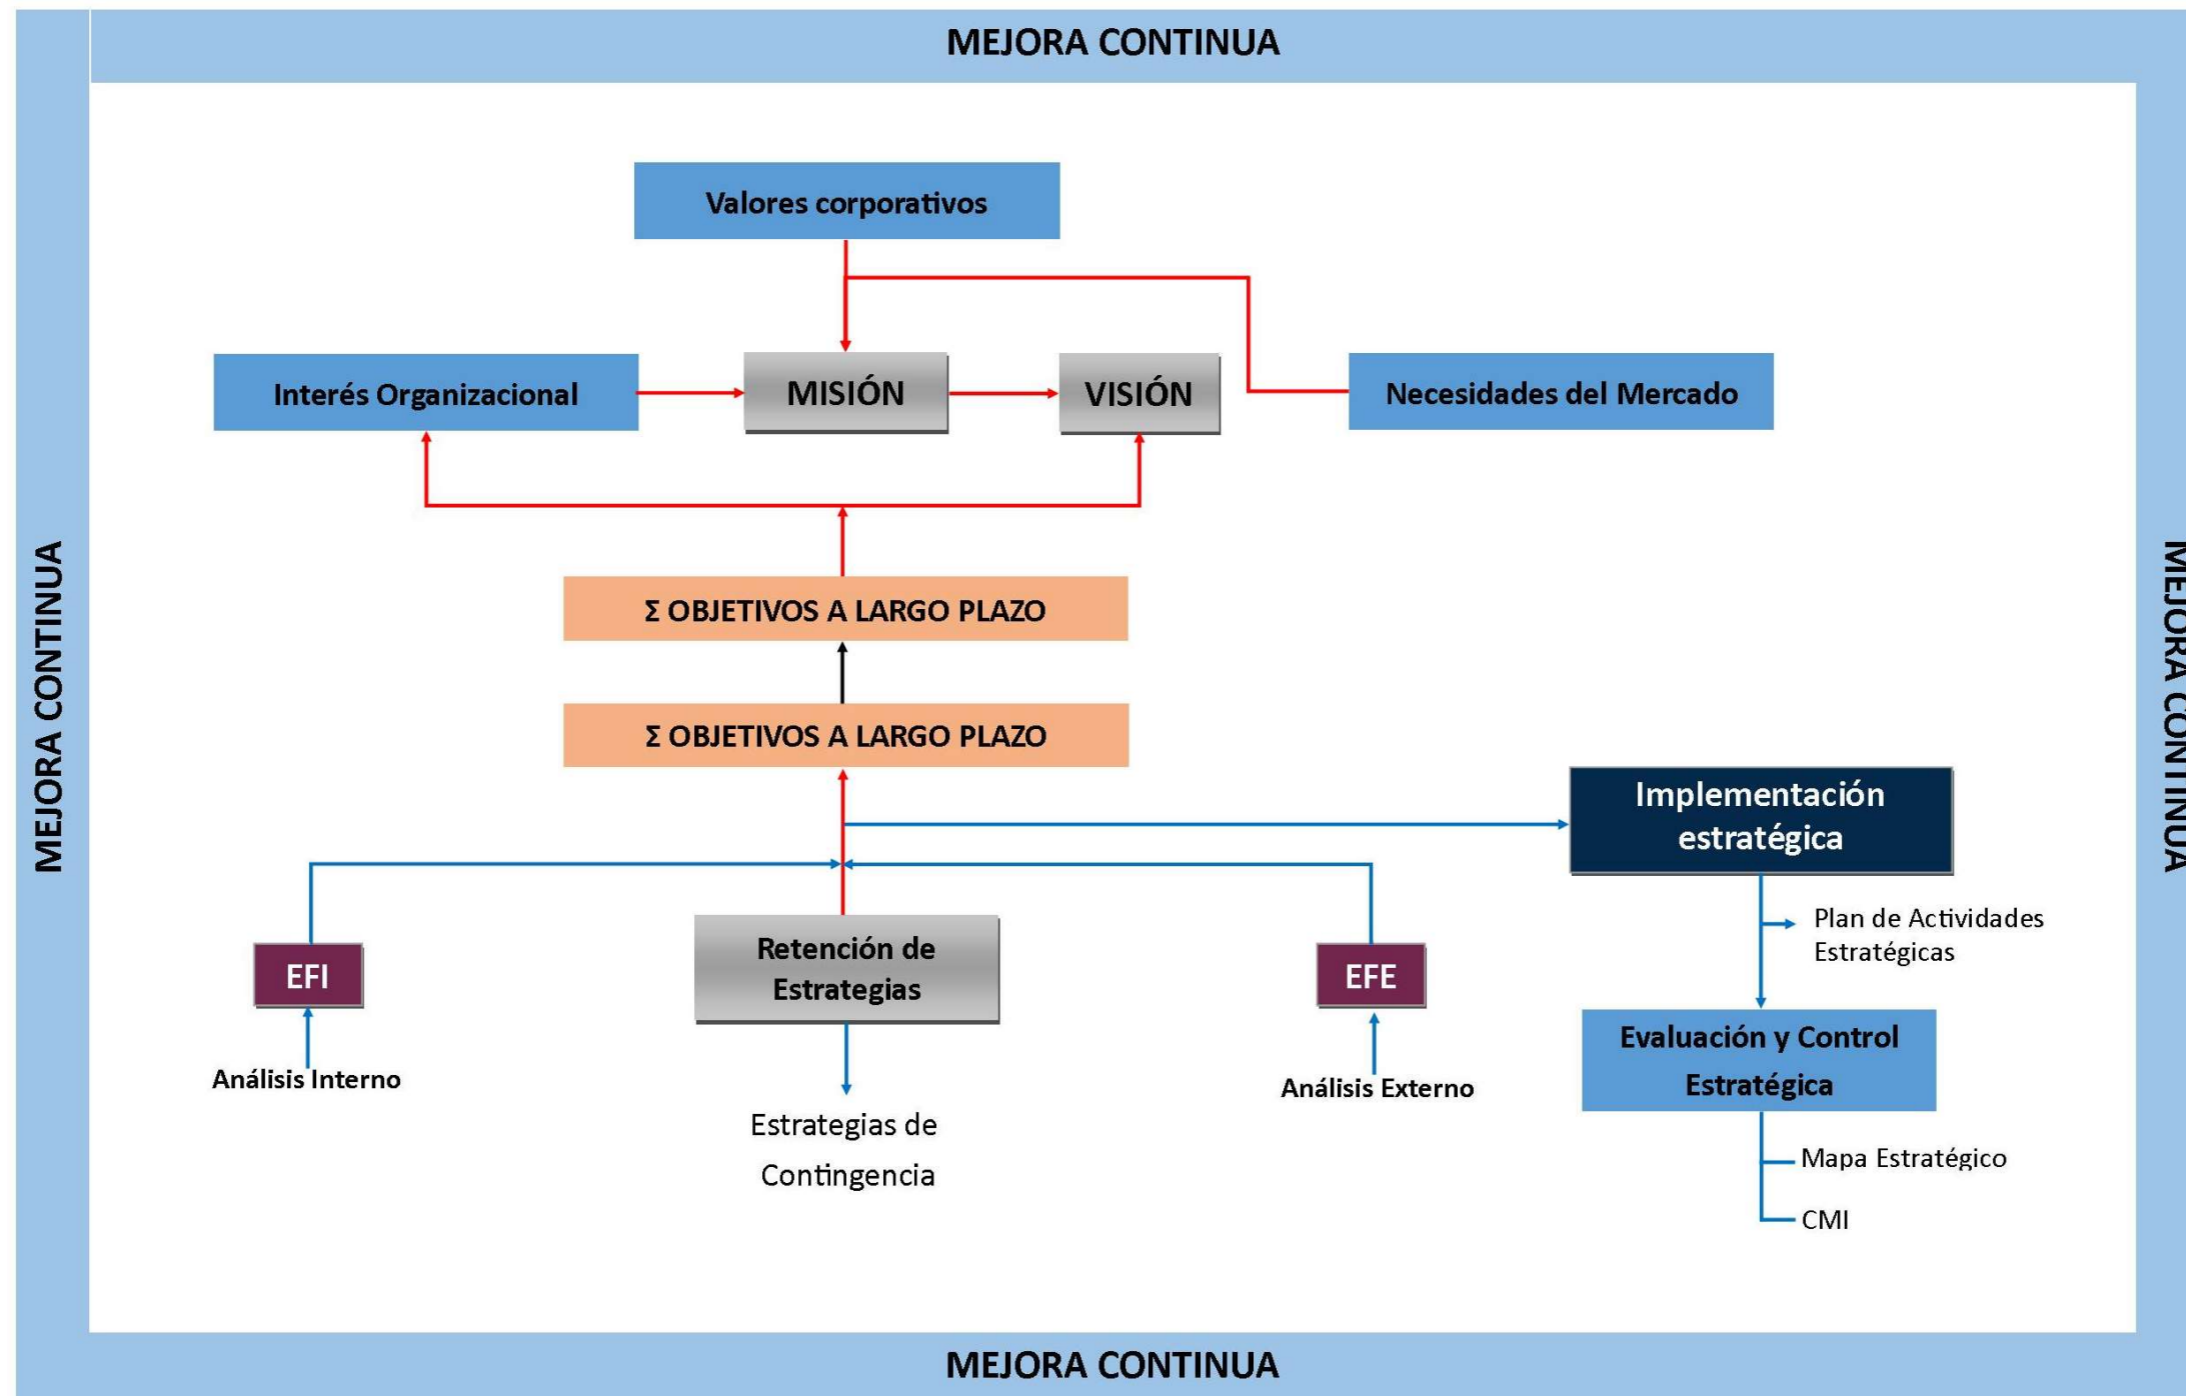 MEJORA CONTINUA
Valores corporativos
Interés Organizacional
MISIÓN
VISIÓN
Necesidades del Mercado
MEJORA CONTINUA
MEJORA CONTINUA
Σ OBJETIVOS A LARGO PLAZO
Σ OBJETIVOS A LARGO PLAZO
Implementación
estratégica
Plan de Actividades
Estratégicas
EFI
Retención de
Estrategias
EFE
Evaluación y Control
Estratégica
Análisis Interno
Análisis Externo
Estrategias de
Contingencia
Mapa Estratégico
CMI
MEJORA CONTINUA